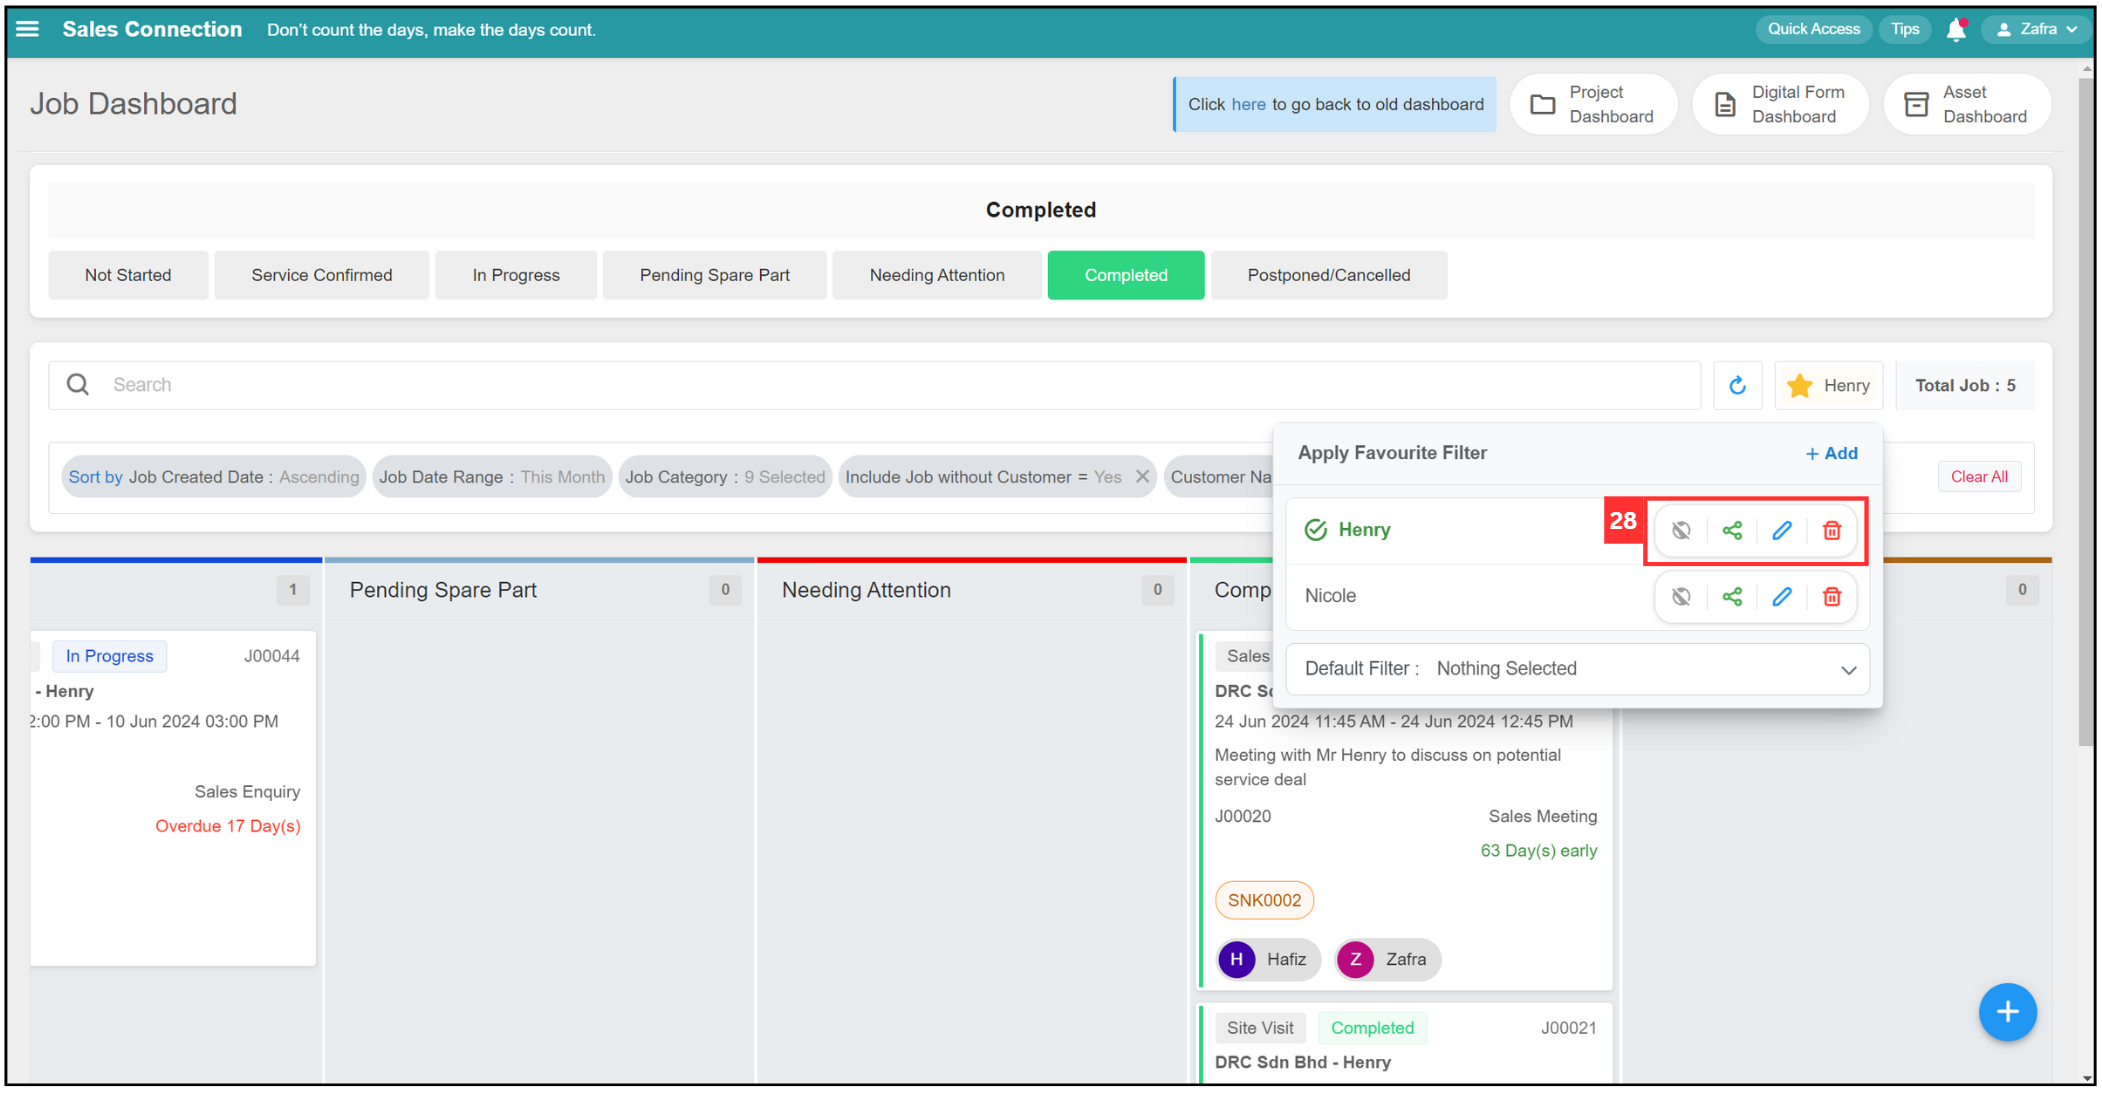 Sales Connection Don't count the days, make the days count. Quick Access Tips Zafra
Job Dashboard
Click here to go back to old dashboard
Project
Dashboard
Digital Form
Dashboard
Asset
Dashboard
Completed
Not Started Service Confirmed In Progress Pending Spare Part Needing Attention Completed Postponed/Cancelled
Search Henry Total Job : 5
Sort by Job Created Date : Ascending Job Date Range : This Month Job Category : 9 Selected Include Job without Customer = Yes Customer Na Clear All
Apply Favourite Filter + Add
Henry 28
Nicole
Default Filter : Nothing Selected
1 Pending Spare Part 0 Needing Attention 0 Comp 0
In Progress J00044
- Henry
2:00 PM - 10 Jun 2024 03:00 PM
Sales Enquiry
Overdue 17 Day(s)
Sales
DRC S
24 Jun 2024 11:45 AM - 24 Jun 2024 12:45 PM
Meeting with Mr Henry to discuss on potential
service deal
J00020 Sales Meeting
63 Day(s) early
SNK0002
H Hafiz Z Zafra
Site Visit Completed J00021
DRC Sdn Bhd - Henry